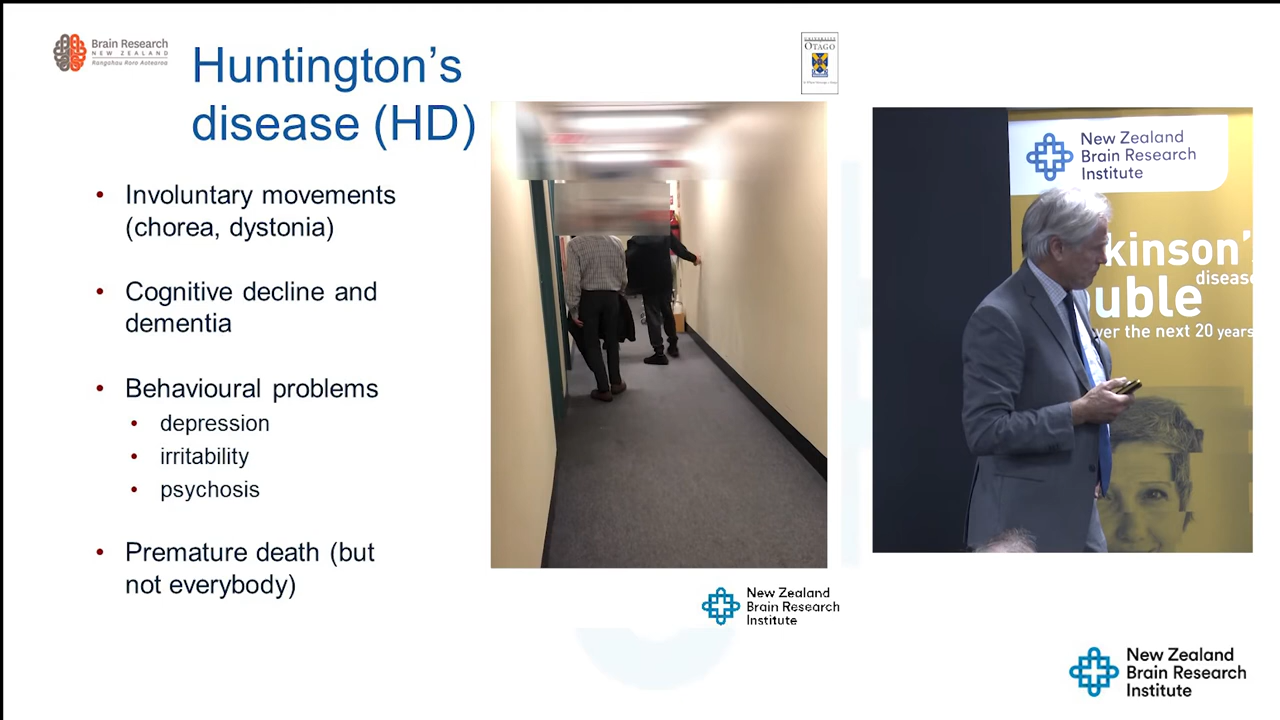 Brain Research
NEW ZEALAND
Rangahau Roro Aotearoa
Huntington's
disease (HD)
• Involuntary movements
(chorea, dystonia)
• Cognitive decline and
dementia
• Behavioural problems
• depression
• irritability
• psychosis
• Premature death (but
not everybody)
UNIVERSITY
OTAGO
New Zealand
Brain Research
Institute
New Zealand
Brain Research
Institute
kinson's
disease
uble
ver the next 20 years
New Zealand
Brain Research
Institute